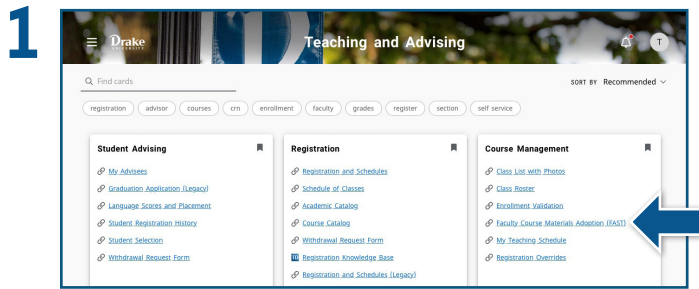 1
Drake
UNIVERSITY
Teaching and Advising
T
Find cards
SORT BY Recommended
registration advisor courses crn enrollment faculty grades register section self service
Student Advising
My Advisees
Graduation Application (Legacy)
Language Scores and Placement
Student Registration History
Student Selection
Withdrawal Request Form
Registration
Registration and Schedules
Schedule of Classes
Academic Catalog
Course Catalog
Withdrawal Request Form
Registration Knowledge Base
Registration and Schedules (Legacy)
Course Management
Class List with Photos
Class Roster
Enrollment Validation
Faculty Course Materials Adoption (FAST)
My Teaching Schedule
Registration Overrides